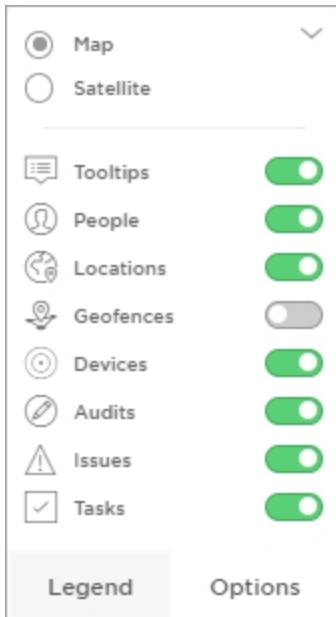 Map
Satellite
Tooltips
People
Locations
Geofences
Devices
Audits
Issues
Tasks
Legend Options